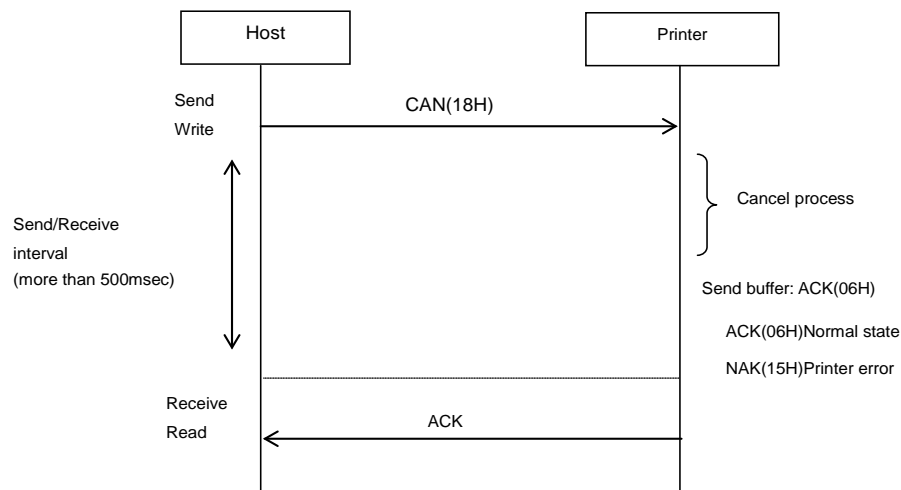 Host
Printer
Send
Write
CAN(18H)
Cancel process
Send/Receive
interval
(more than 500msec)
Send buffer: ACK(06H)
ACK(06H)Normal state
NAK(15H)Printer error
Receive
Read
ACK